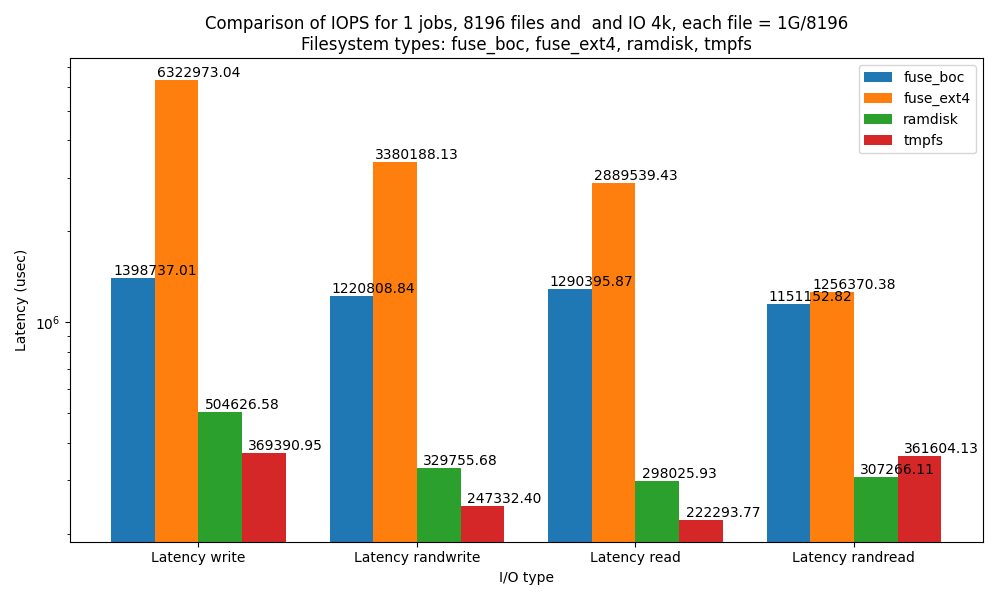 Comparison of IOPS for 1 jobs, 8196 files and  and IO 4k, each file = 1G/8196
Filesystem types: fuse_boc, fuse_ext4, ramdisk, tmpfs
fuse_boc
fuse_ext4
ramdisk
tmpfs
Latency (usec)
10^6
6322973.04
3380188.13
2889539.43
1398737.01
1220808.84
1290395.87
1151152.82
1256370.38
504626.58
369390.95
329755.68
247332.40
298025.93
222293.77
307266.11
361604.13
Latency write
Latency randwrite
Latency read
Latency randread
I/O type